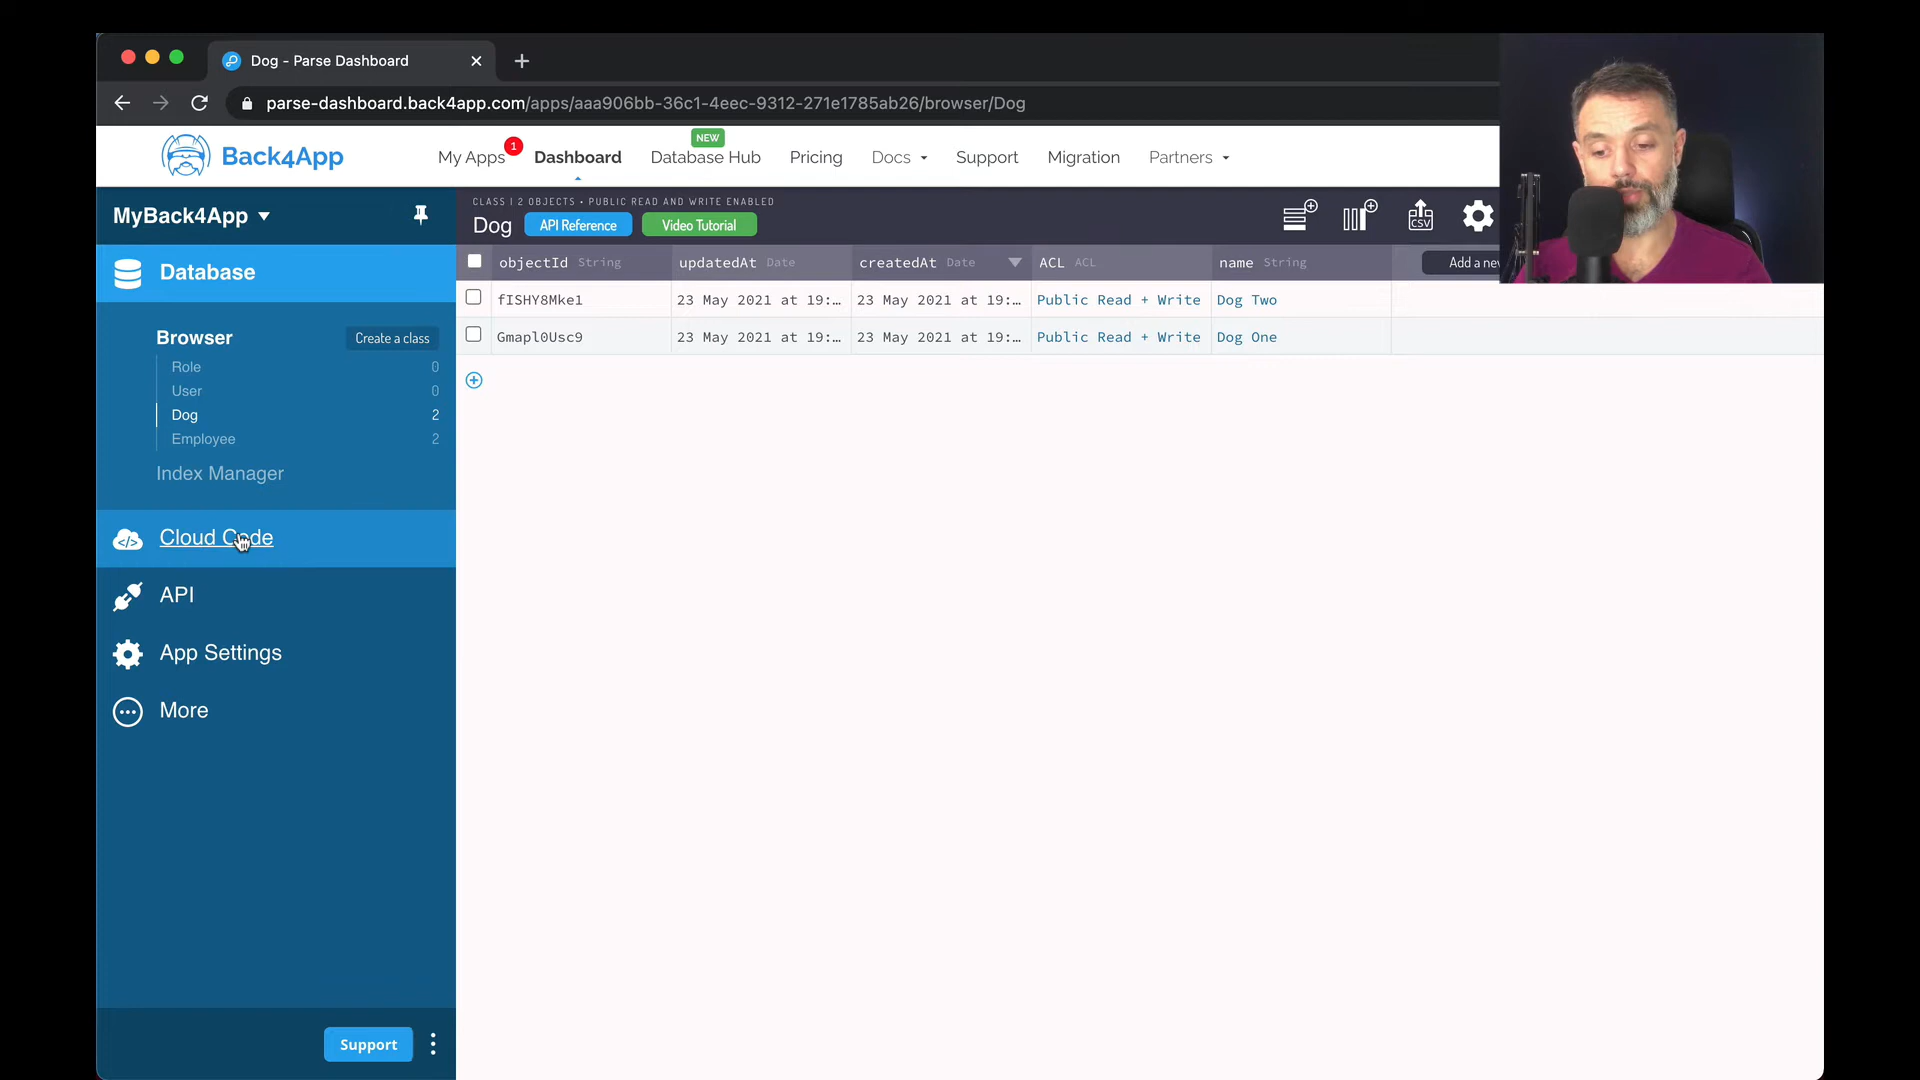 Dog - Parse Dashboard
parse-dashboard.back4app.com/apps/aaa906bb-36c1-4eec-9312-271e1785ab26/browser/Dog
Back4App
My Apps 1
Dashboard
NEW
Database Hub
Pricing
Docs
Support
Migration
Partners
MyBack4App
CLASS | 2 OBJECTS • PUBLIC READ AND WRITE ENABLED
Dog API Reference Video Tutorial
CSV
Database
objectId String updatedAt Date createdAt Date ACL ACL name String Add a new
fISHY8Mke1 23 May 2021 at 19:… 23 May 2021 at 19:… Public Read + Write Dog Two
Gmapl0Usc9 23 May 2021 at 19:… 23 May 2021 at 19:… Public Read + Write Dog One
Browser Create a class
Role 0
User 0
Dog 2
Employee 2
Index Manager
Cloud Code
API
App Settings
More
Support